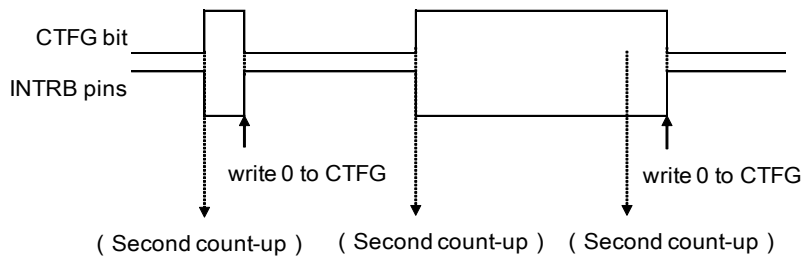 CTFG bit
INTRB pins
write 0 to CTFG
write 0 to CTFG
( Second count-up ) ( Second count-up ) ( Second count-up )